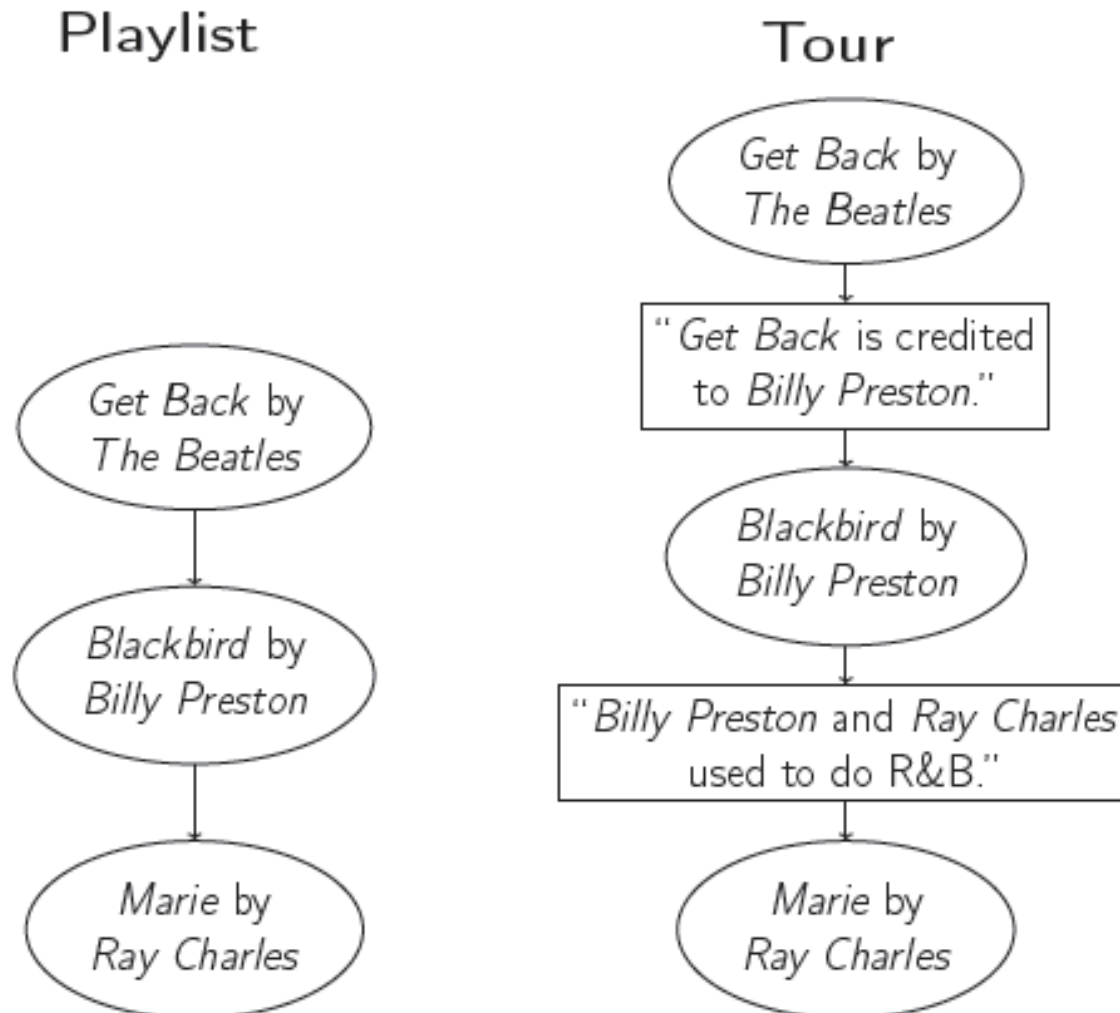 Playlist
Get Back by
The Beatles
Blackbird by
Billy Preston
Marie by
Ray Charles
Tour
Get Back by
The Beatles
“Get Back is credited
to Billy Preston.”
Blackbird by
Billy Preston
“Billy Preston and Ray Charles
used to do R&B.”
Marie by
Ray Charles